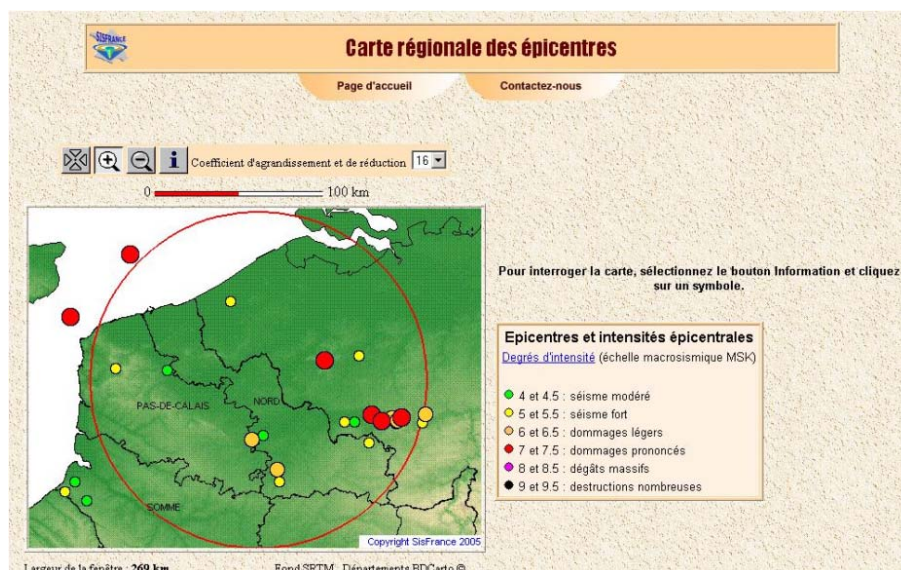 SISFRANCE
Carte régionale des épicentres
Page d'accueil
Contactez-nous
Coefficient d'agrandissement et de réduction 16
0 100 km
Pour interroger la carte, sélectionnez le bouton Information et cliquez
sur un symbole.
Epicentres et intensités épicentrales
Degrés d'intensité (échelle macrosismique MSK)
4 et 4.5 : séisme modéré
5 et 5.5 : séisme fort
6 et 6.5 : dommages légers
7 et 7.5 : dommages prononcés
8 et 8.5 : dégâts massifs
9 et 9.5 : destructions nombreuses
PAS-DE-CALAIS
NORD
SOMME
Copyright SisFrance 2005
Largeur de la fenêtre : 269 km
Fond SRTM, Départements BDCarto ©